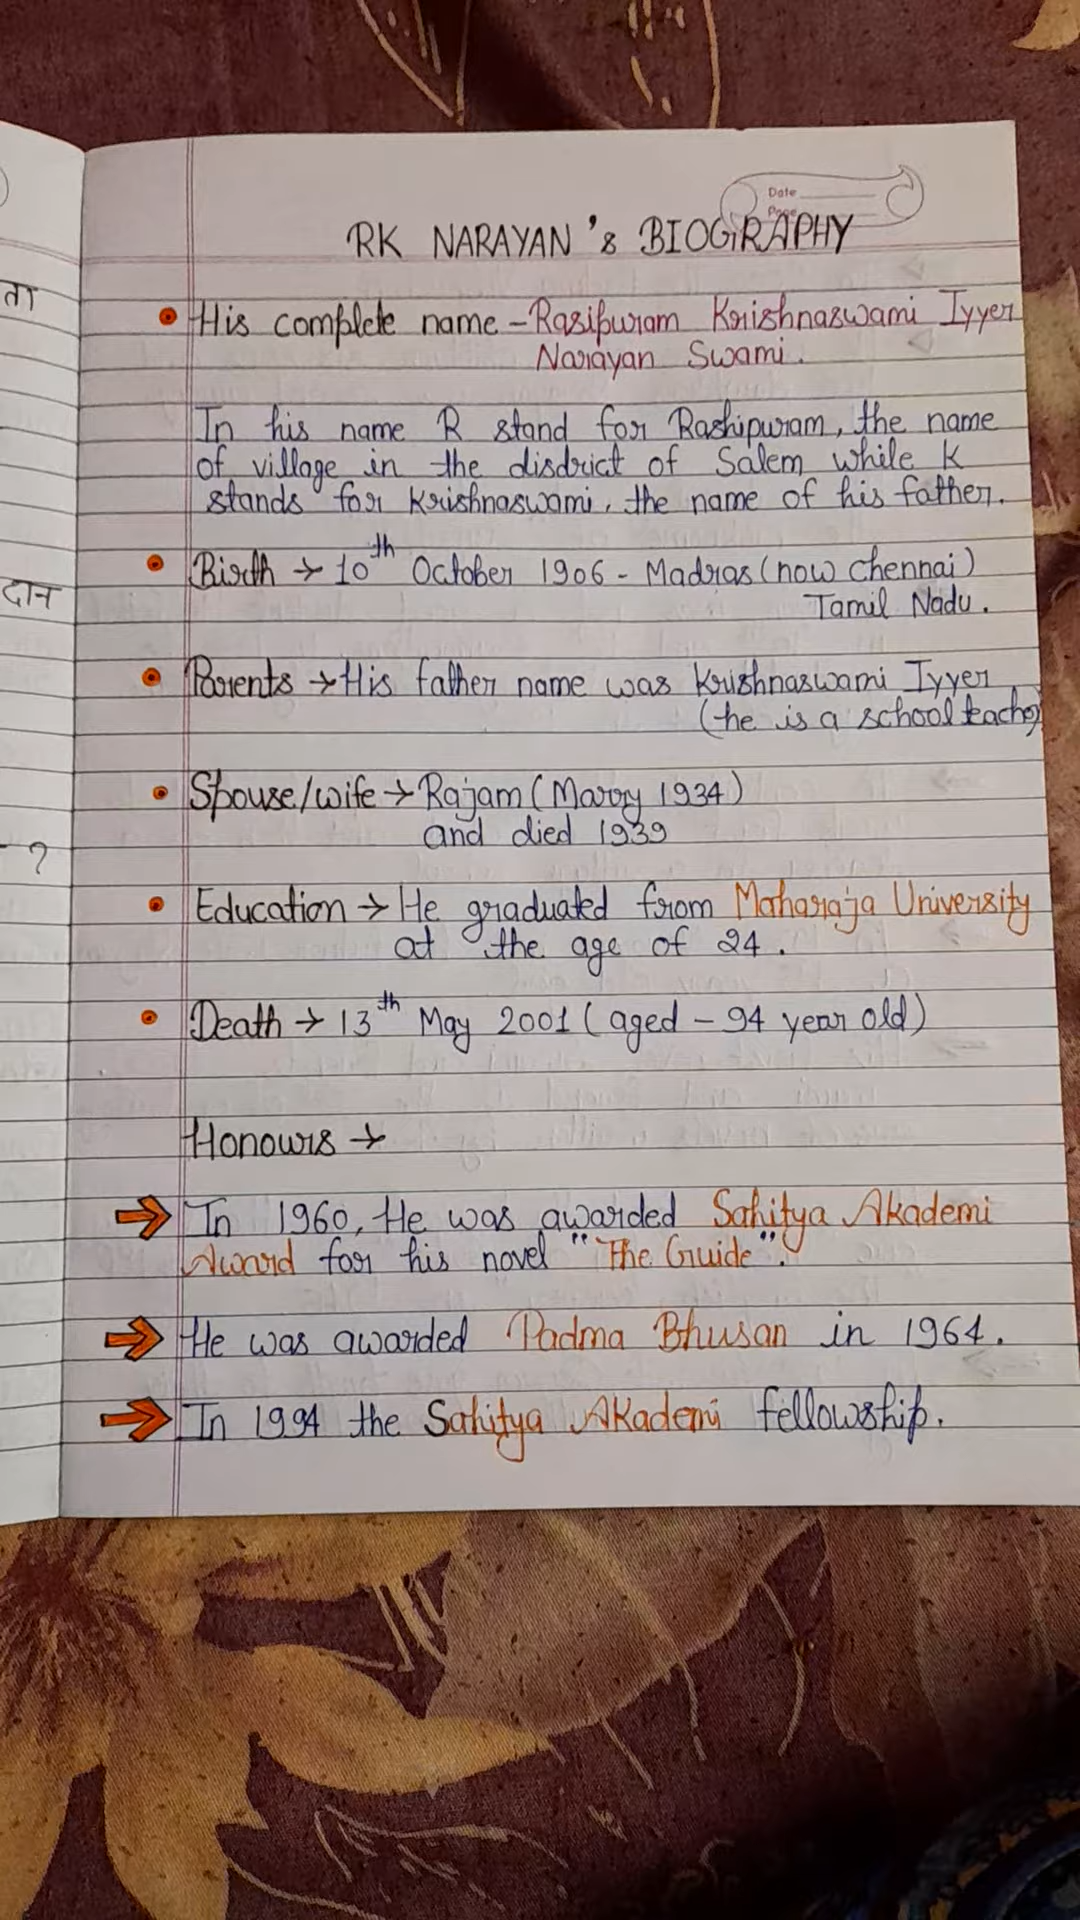 ता
दान
?
Date
Page
RK NARAYAN's BIOGRAPHY
His complete name – Rasipuram Krishnaswami Iyyer
Narayan Swami.
In his name R stand for Rashipuram, the name
of village in the disdrict of Salem while K
stands for Krishnaswami, the name of his father.
Birth → 10th October 1906 - Madras (now chennai)
Tamil Nadu.
Parents → His father name was Krishnaswami Iyyer
(he is a school teacher)
Spouse/wife → Rajam (Marry 1934)
and died 1939
Education → He graduated from Maharaja University
at the age of 24.
Death → 13th May 2001 (aged – 94 year old)
Honours →
In 1960, He was awarded Sahitya Akademi
Award for his novel "The Guide".
He was awarded Padma Bhusan in 1964.
In 1994 the Sahitya Akademi fellowship.